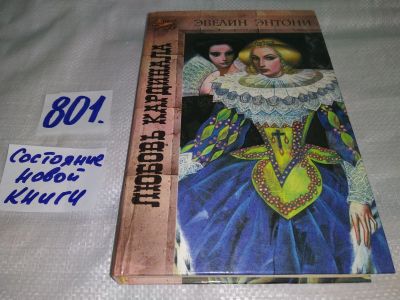 ЭВЕЛИН ЭНТОНИ
ЛЮБОВЬ КАРДИНАЛА
801.
Состояние
новой
книги